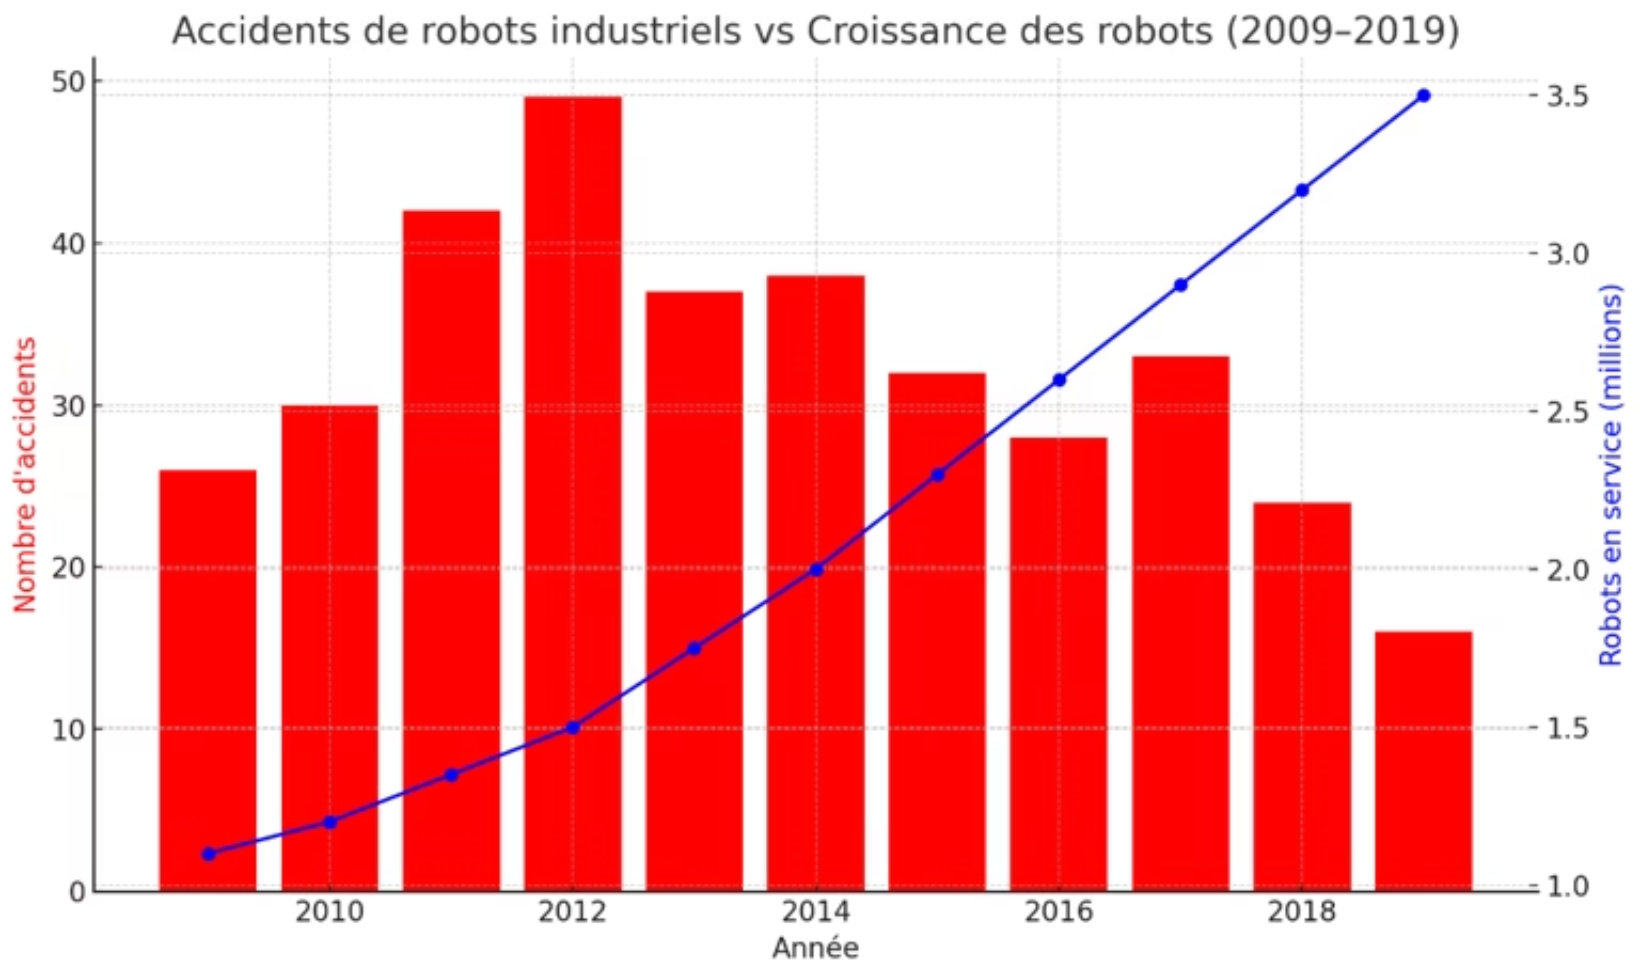 Accidents de robots industriels vs Croissance des robots (2009–2019)
50
40
30
20
10
0
Nombre d'accidents
3.5
3.0
2.5
2.0
1.5
1.0
Robots en service (millions)
2010 2012 2014 2016 2018
Année